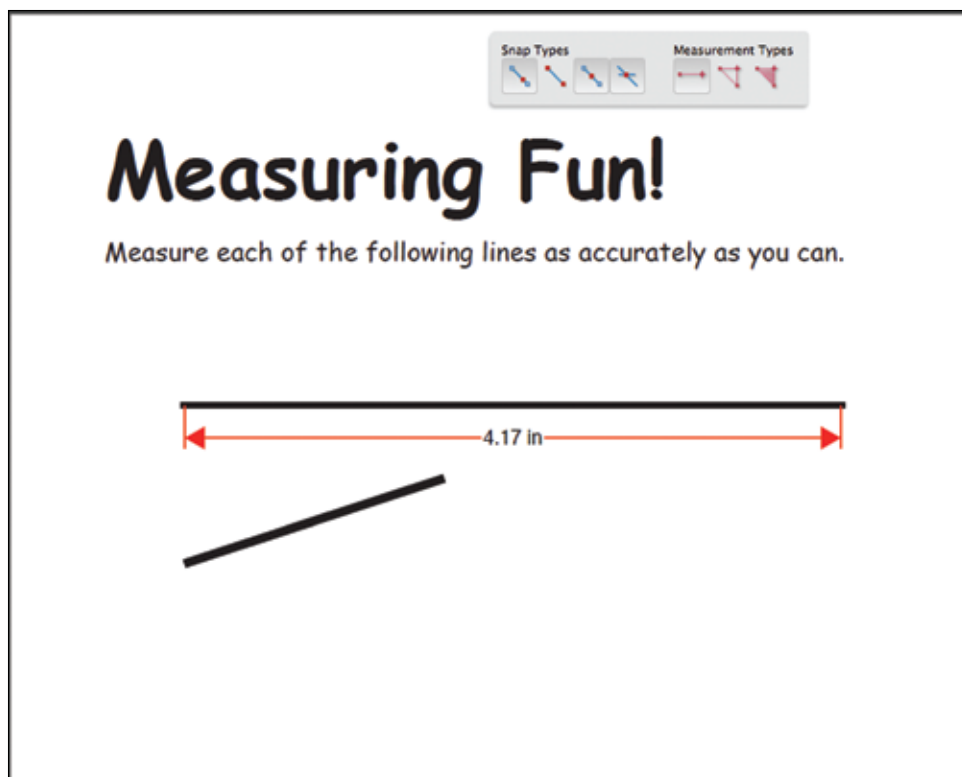 Snap Types Measurement Types
Measuring Fun!
Measure each of the following lines as accurately as you can.
4.17 in